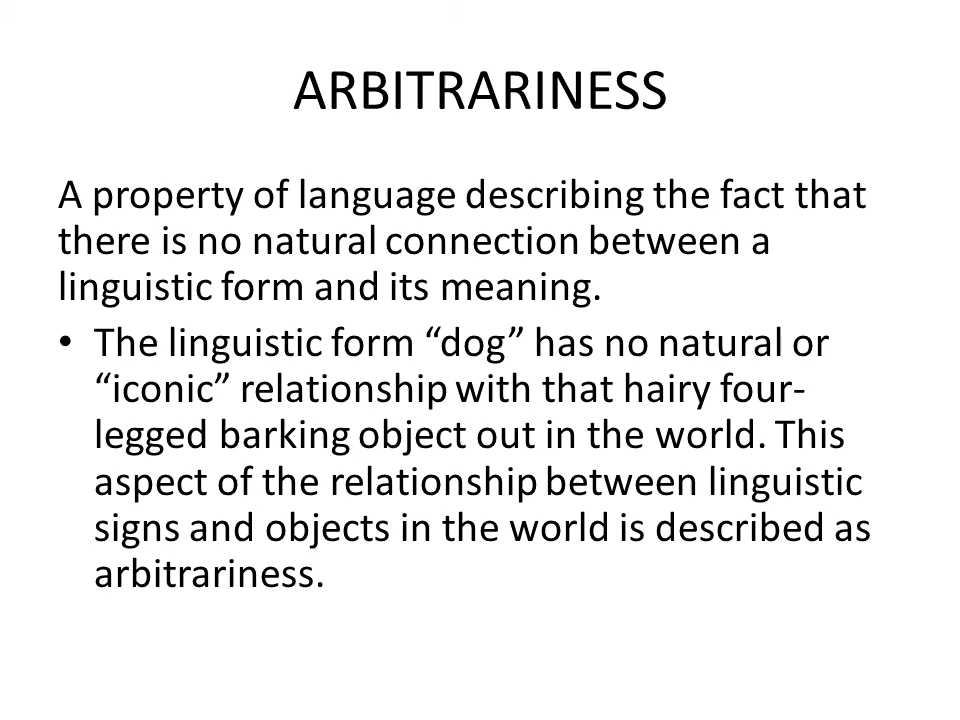 ARBITRARINESS
A property of language describing the fact that
there is no natural connection between a
linguistic form and its meaning.
• The linguistic form “dog” has no natural or
“iconic” relationship with that hairy four-
legged barking object out in the world. This
aspect of the relationship between linguistic
signs and objects in the world is described as
arbitrariness.